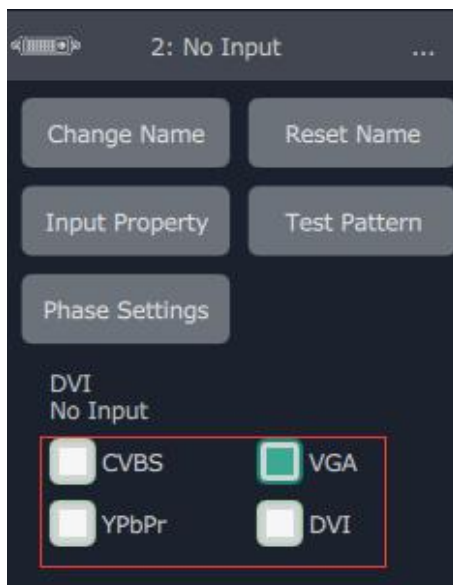 2: No Input ...
Change Name Reset Name
Input Property Test Pattern
Phase Settings
DVI
No Input
CVBS VGA
YPbPr DVI